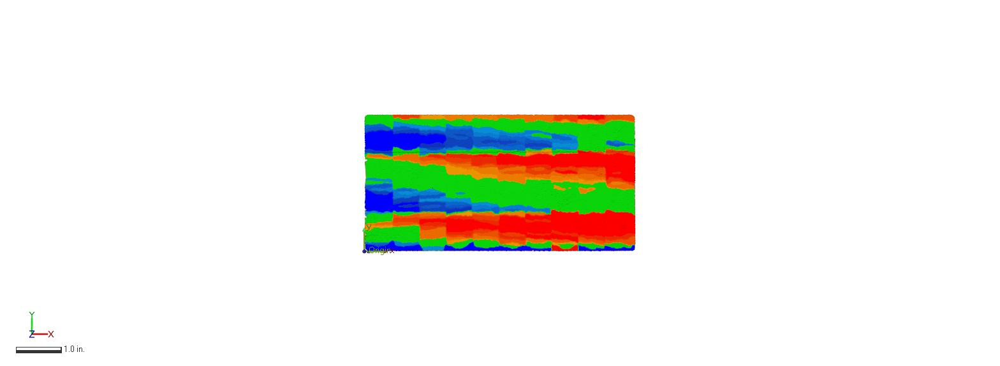 Y
Z Origin X
Y
Z X
1.0 in.